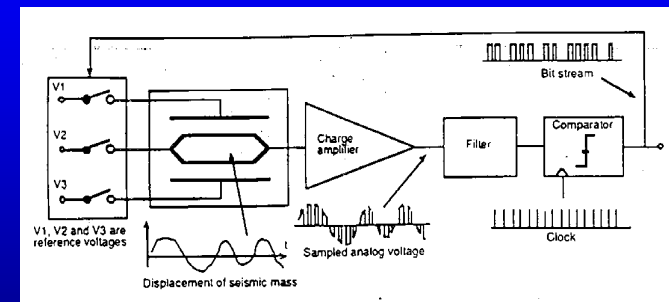 Bit stream
V1
V2
V3
Charge
amplifier
Filter
Comparator
V1, V2 and V3 are
reference voltages
t
Sampled analog voltage
Clock
Displacement of seismic mass